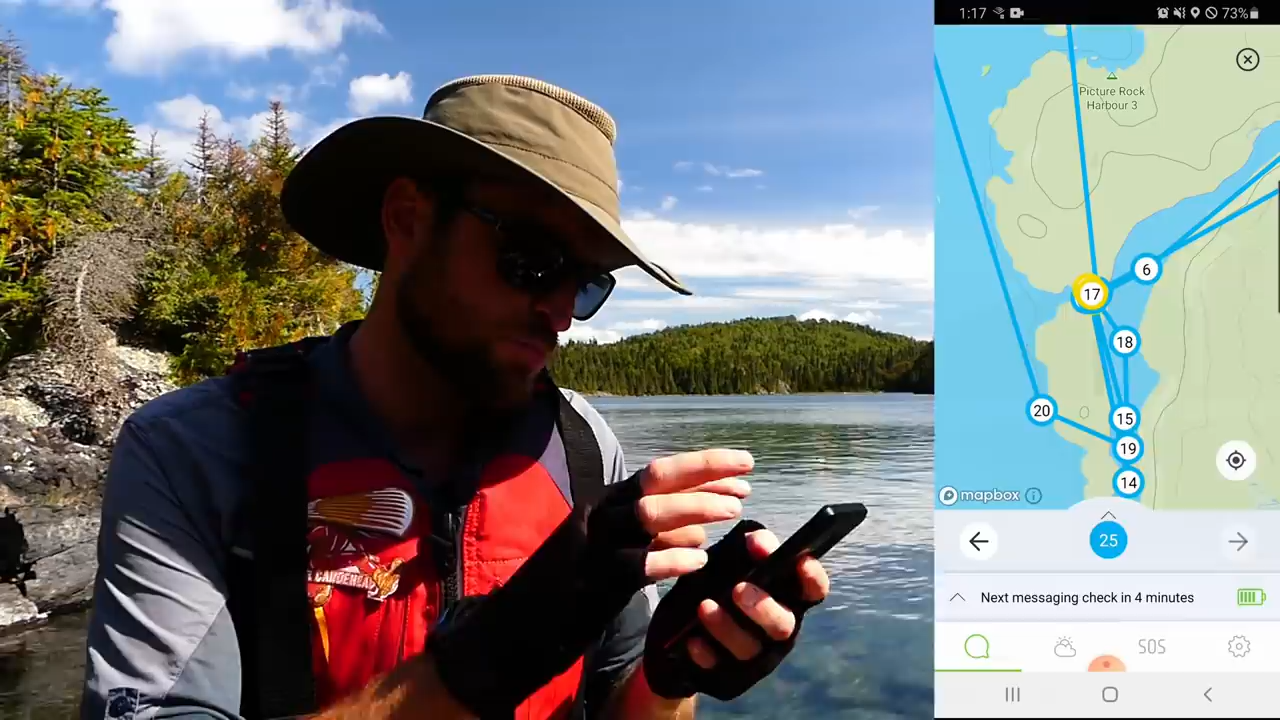 1:17
73%
Picture Rock
Harbour 3
6
17
18
20
15
19
14
mapbox
25
Next messaging check in 4 minutes
SOS